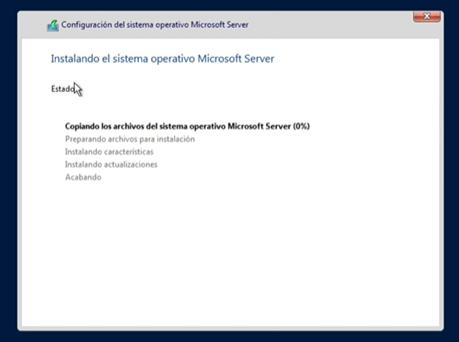 Configuración del sistema operativo Microsoft Server
Instalando el sistema operativo Microsoft Server
Estado
Copiando los archivos del sistema operativo Microsoft Server (0%)
Preparando archivos para instalación
Instalando características
Instalando actualizaciones
Acabando